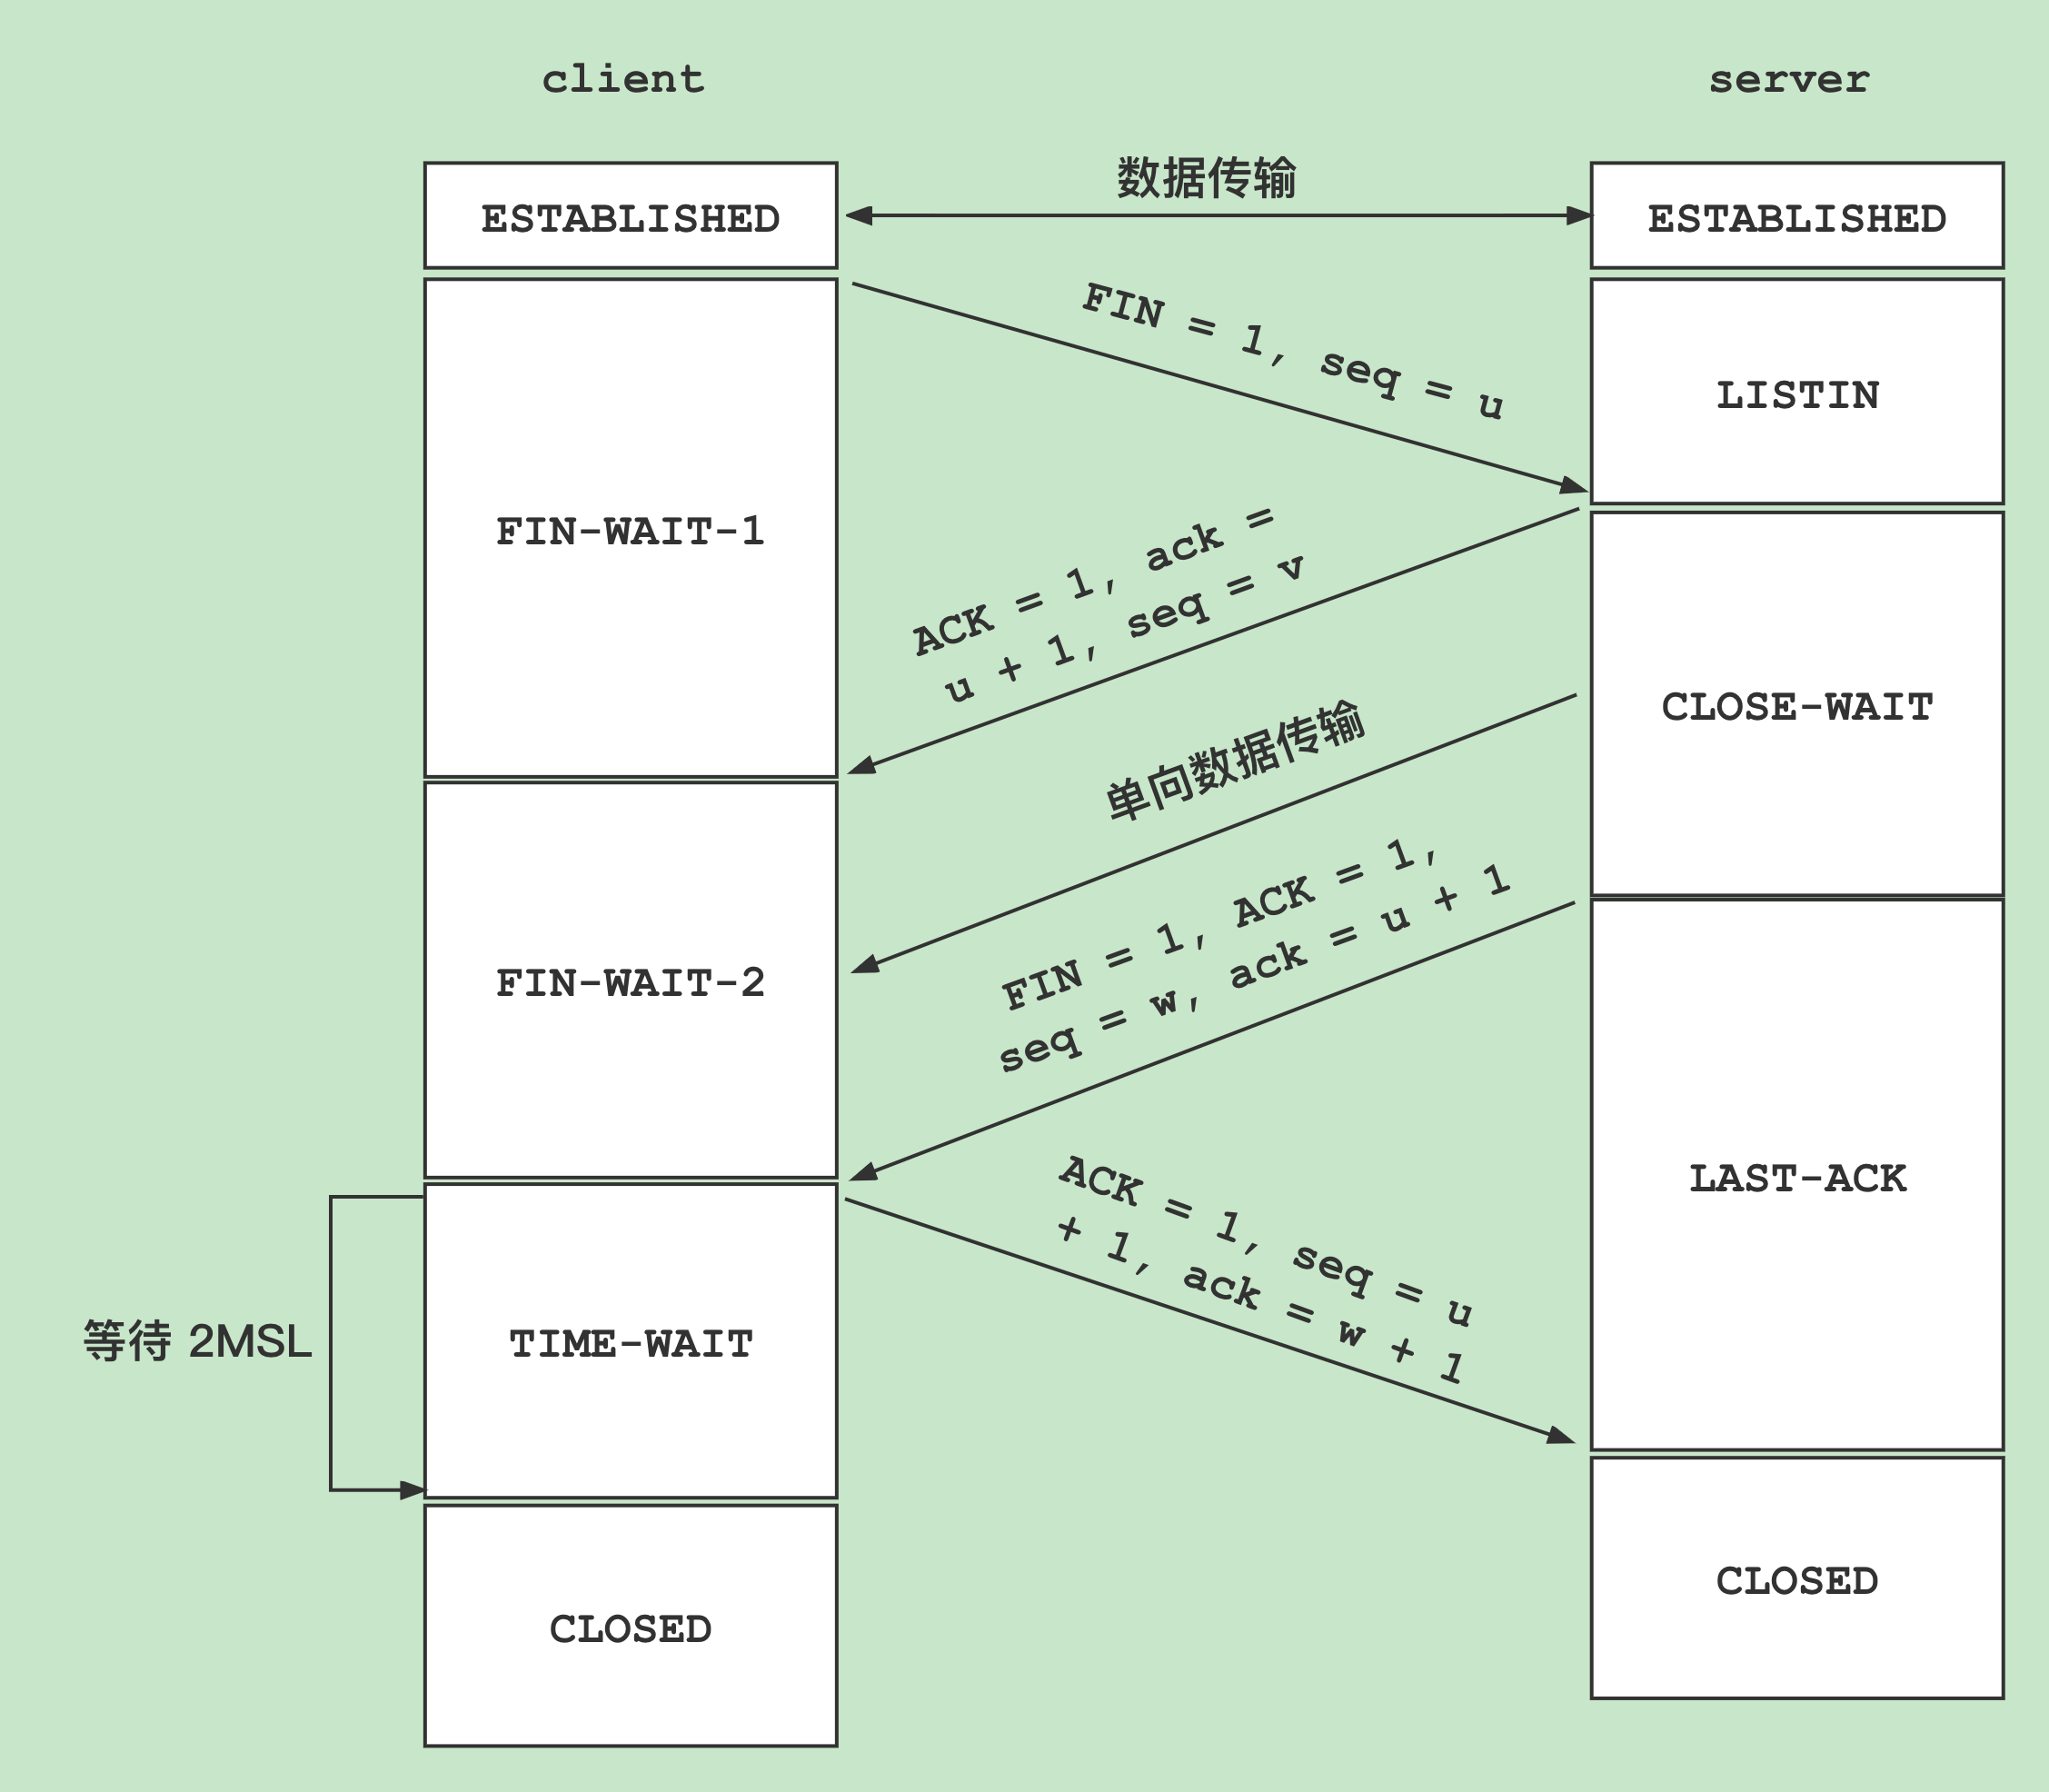 client
server
ESTABLISHED
数据传输
ESTABLISHED
FIN = 1, seq = u
LISTIN
FIN-WAIT-1
ACK = 1, ack =
u + 1, seq = v
CLOSE-WAIT
单向数据传输
FIN-WAIT-2
FIN = 1, ACK = 1,
seq = w, ack = u + 1
LAST-ACK
ACK = 1, seq = u
+ 1, ack = w + 1
等待 2MSL
TIME-WAIT
CLOSED
CLOSED